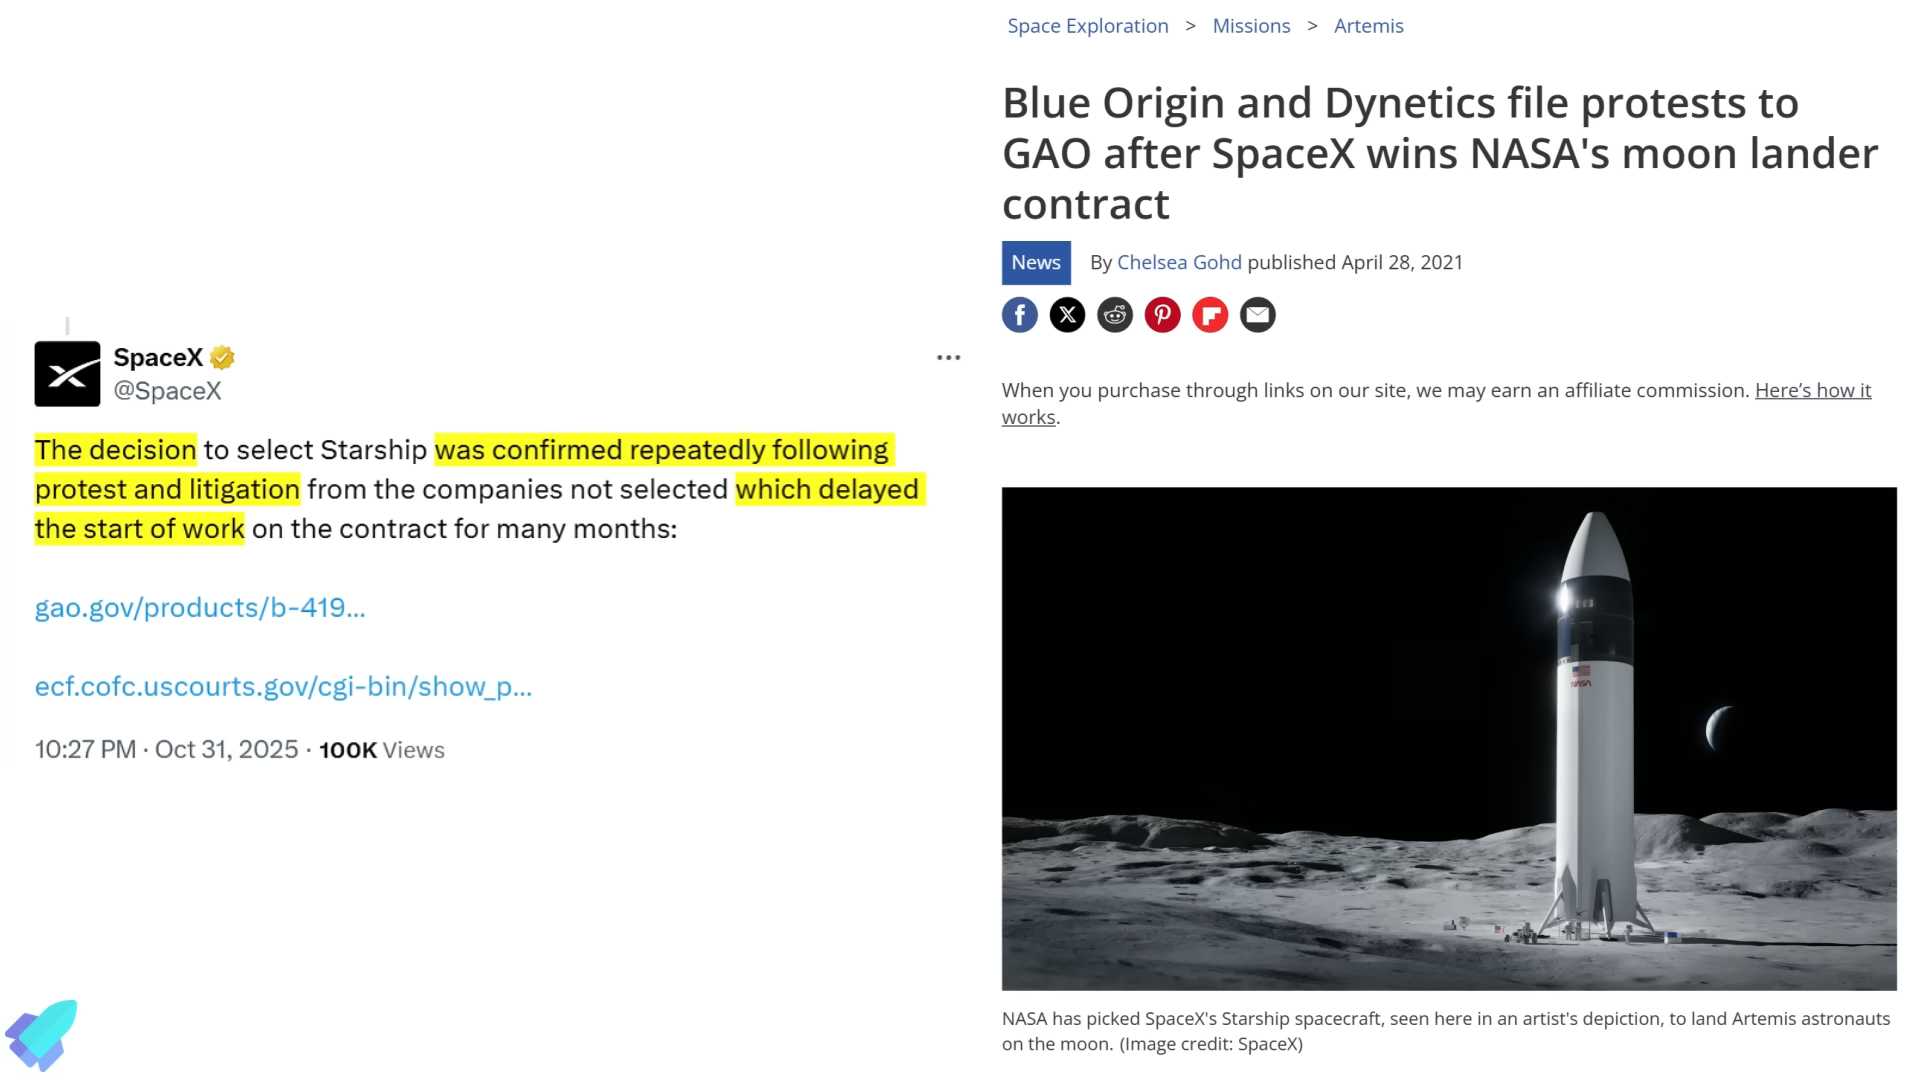 SpaceX
@SpaceX
The decision to select Starship was confirmed repeatedly following
protest and litigation from the companies not selected which delayed
the start of work on the contract for many months:
gao.gov/products/b-419...
ecf.cofc.uscourts.gov/cgi-bin/show_p...
10:27 PM · Oct 31, 2025 · 100K Views
Space Exploration > Missions > Artemis
Blue Origin and Dynetics file protests to
GAO after SpaceX wins NASA's moon lander
contract
News By Chelsea Gohd published April 28, 2021
When you purchase through links on our site, we may earn an affiliate commission. Here’s how it
works.
NASA
NASA has picked SpaceX's Starship spacecraft, seen here in an artist's depiction, to land Artemis astronauts
on the moon. (Image credit: SpaceX)